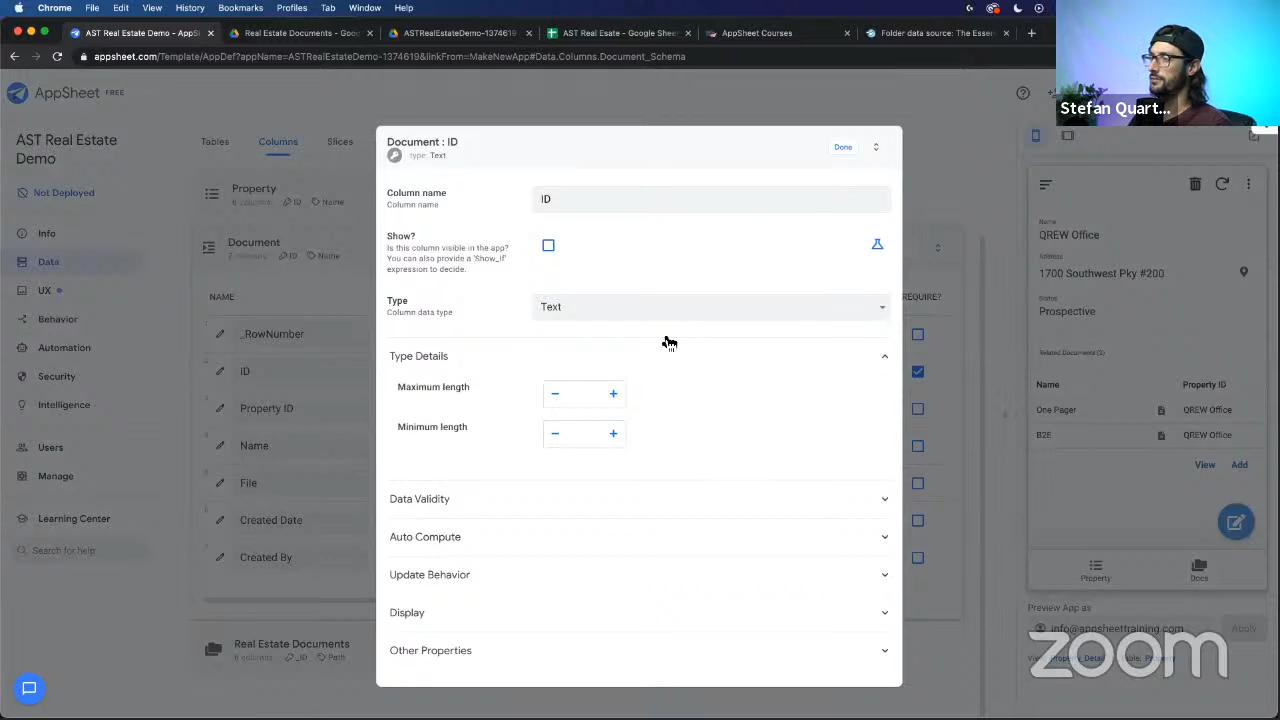 Chrome File Edit View History Bookmarks Profiles Tab Window Help
AST Real Estate Demo - AppS
Real Estate Documents - Goo
ASTRealEstateDemo-1374619
AST Real Esate - Google Shee
AppSheet Courses
Folder data source: The Essen
appsheet.com/Template/AppDef?appName=ASTRealEstateDemo-1374619&linkFrom=MakeNewApp#Data.Columns.Document_Schema
Stefan Quart...
AppSheet FREE
AST Real Estate
Demo
Not Deployed
Info
Data
UX
Behavior
Automation
Security
Intelligence
Users
Manage
Learning Center
Search for help
Tables Columns Slices
Property
6 columns: ID Name
Document
ID Name
NAME
REQUIRE?
_RowNumber
ID
Property ID
Name
File
Created Date
Created By
Real Estate Documents
6 columns: _ID Path
Document : ID
type: Text
Done
Column name
Column name
ID
Show?
Is this column visible in the app?
You can also provide a 'Show_If'
expression to decide.
Type
Column data type
Text
Type Details
Maximum length
Minimum length
Data Validity
Auto Compute
Update Behavior
Display
Other Properties
Name
QREW Office
Address
1700 Southwest Pky #200
Status
Prospective
Related Documents (2)
Name Property ID
One Pager QREW Office
B2E QREW Office
View Add
Property Docs
Preview App as
info@appsheettraining.com Apply
zoom